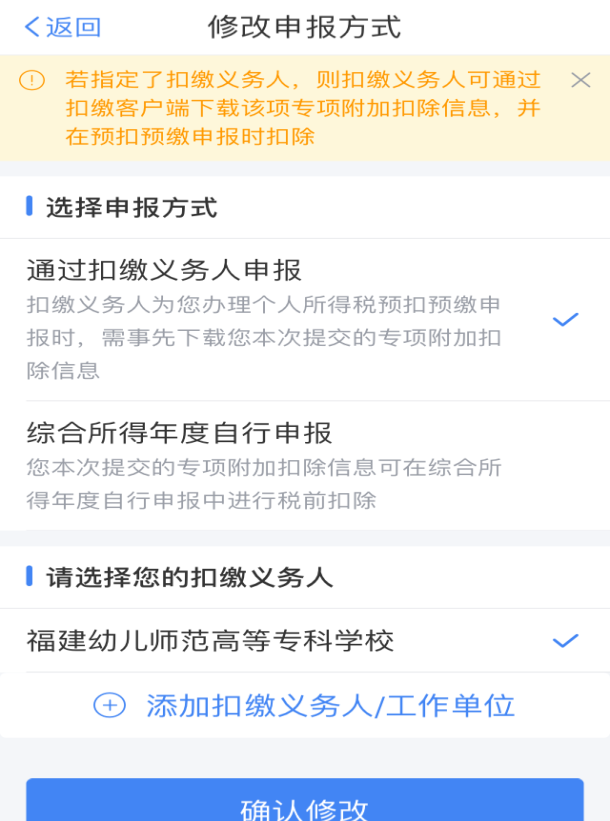 返回
修改申报方式
若指定了扣缴义务人，则扣缴义务人可通过
扣缴客户端下载该项专项附加扣除信息，并
在预扣预缴申报时扣除
选择申报方式
通过扣缴义务人申报
扣缴义务人为您办理个人所得税预扣预缴申
报时，需事先下载您本次提交的专项附加扣
除信息
综合所得年度自行申报
您本次提交的专项附加扣除信息可在综合所
得年度自行申报中进行税前扣除
请选择您的扣缴义务人
福建幼儿师范高等专科学校
添加扣缴义务人/工作单位
确认修改